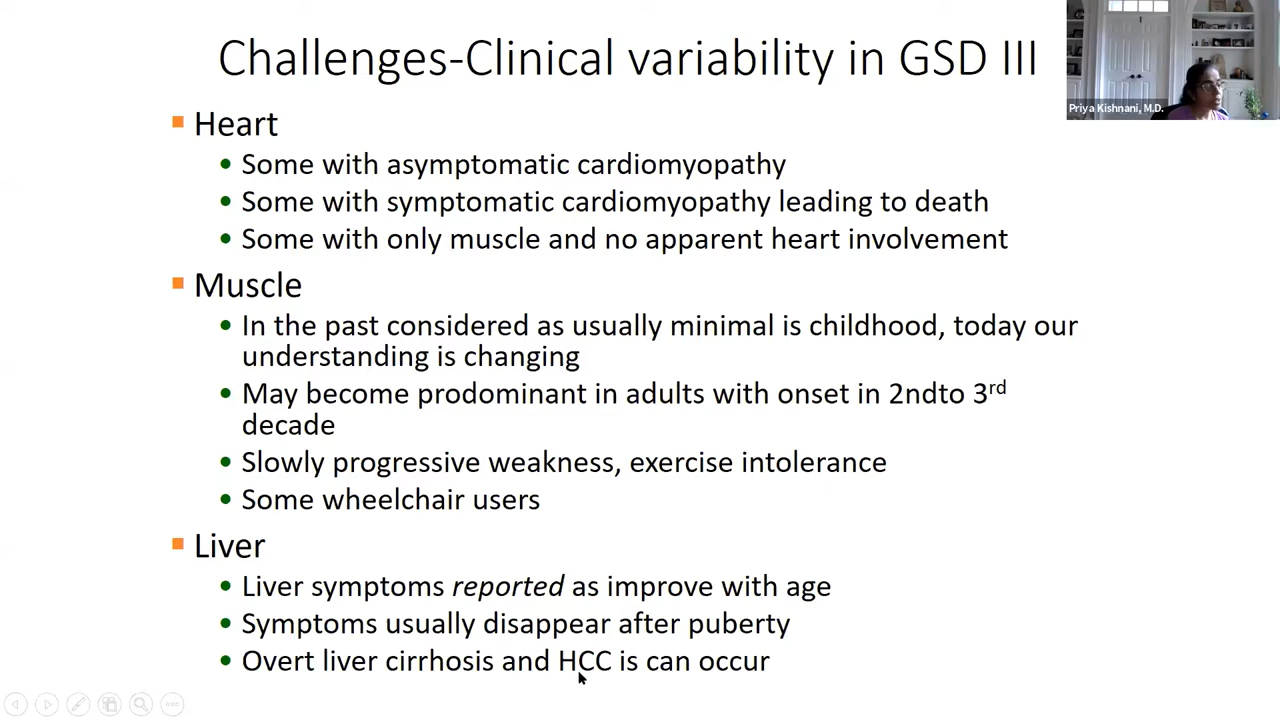 Challenges-Clinical variability in GSD III
Priya Kishnani, M.D.
Heart
Some with asymptomatic cardiomyopathy
Some with symptomatic cardiomyopathy leading to death
Some with only muscle and no apparent heart involvement
Muscle
In the past considered as usually minimal is childhood, today our
understanding is changing
May become prodominant in adults with onset in 2ndto 3rd
decade
Slowly progressive weakness, exercise intolerance
Some wheelchair users
Liver
Liver symptoms reported as improve with age
Symptoms usually disappear after puberty
Overt liver cirrhosis and HCC is can occur